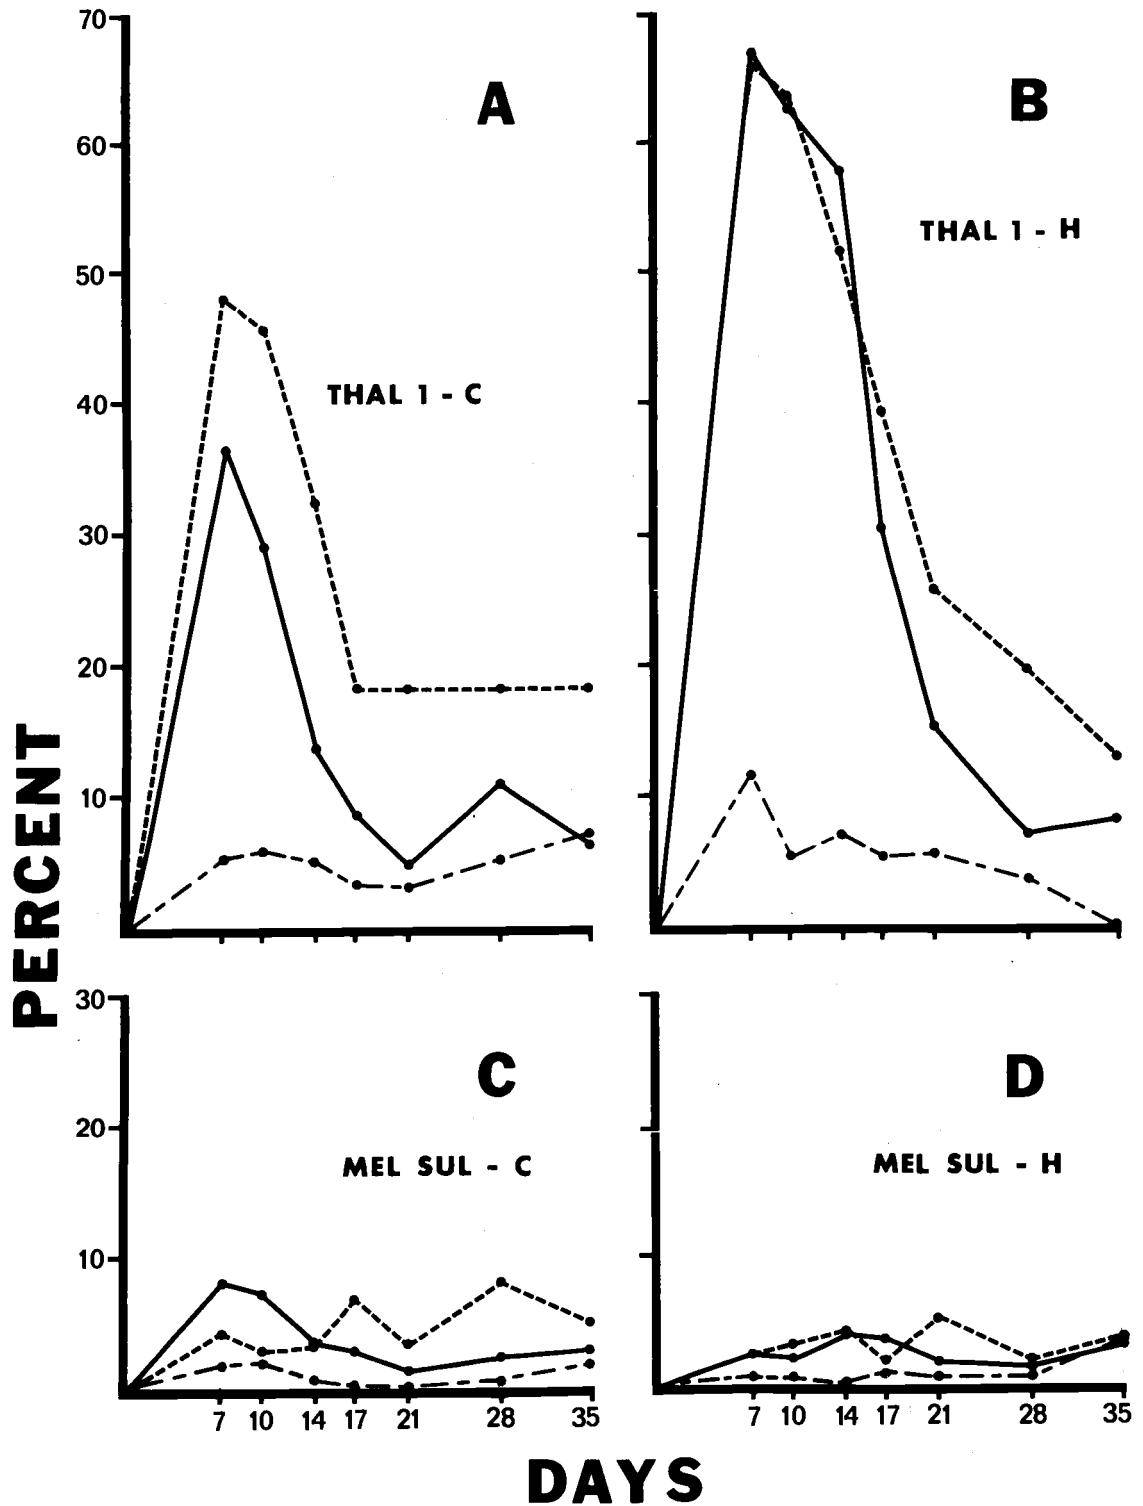 PERCENT
70
60
50
40
30
20
10
A
THAL 1 - C
B
THAL 1 - H
30
20
10
C
MEL SUL - C
7 10 14 17 21 28 35
D
MEL SUL - H
7 10 14 17 21 28 35
DAYS